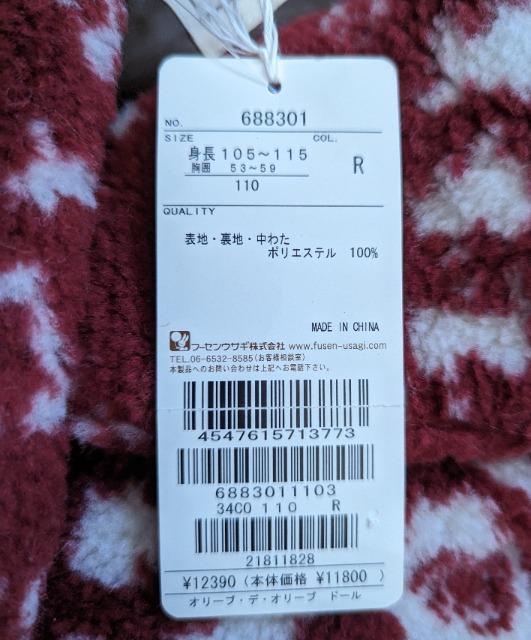 NO. 688301
SIZE COL.
身長 105~115 R
胸囲 53~59
110
QUALITY
表地・裏地・中わた
ポリエステル 100%
MADE IN CHINA
フーセンウサギ株式会社 www.fusen-usagi.com
TEL.06-6532-8585(お客様相談室)
本製品へのお問い合わせは上記へお電話下さい。
4547615713773
6883011103
34C0 110 R
21811828
¥12390(本体価格 ¥11800 )
オリーブ・デ・オリーブ ドール